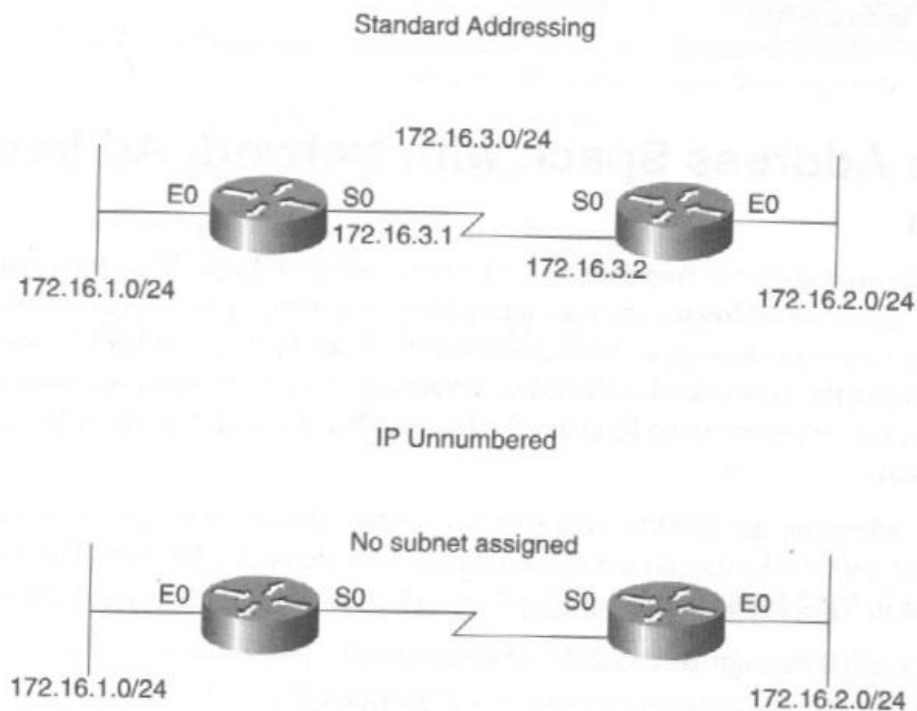 Standard Addressing
172.16.3.0/24
E0
S0
S0
E0
172.16.3.1
172.16.3.2
172.16.1.0/24
172.16.2.0/24
IP Unnumbered
No subnet assigned
E0
S0
S0
E0
172.16.1.0/24
172.16.2.0/24